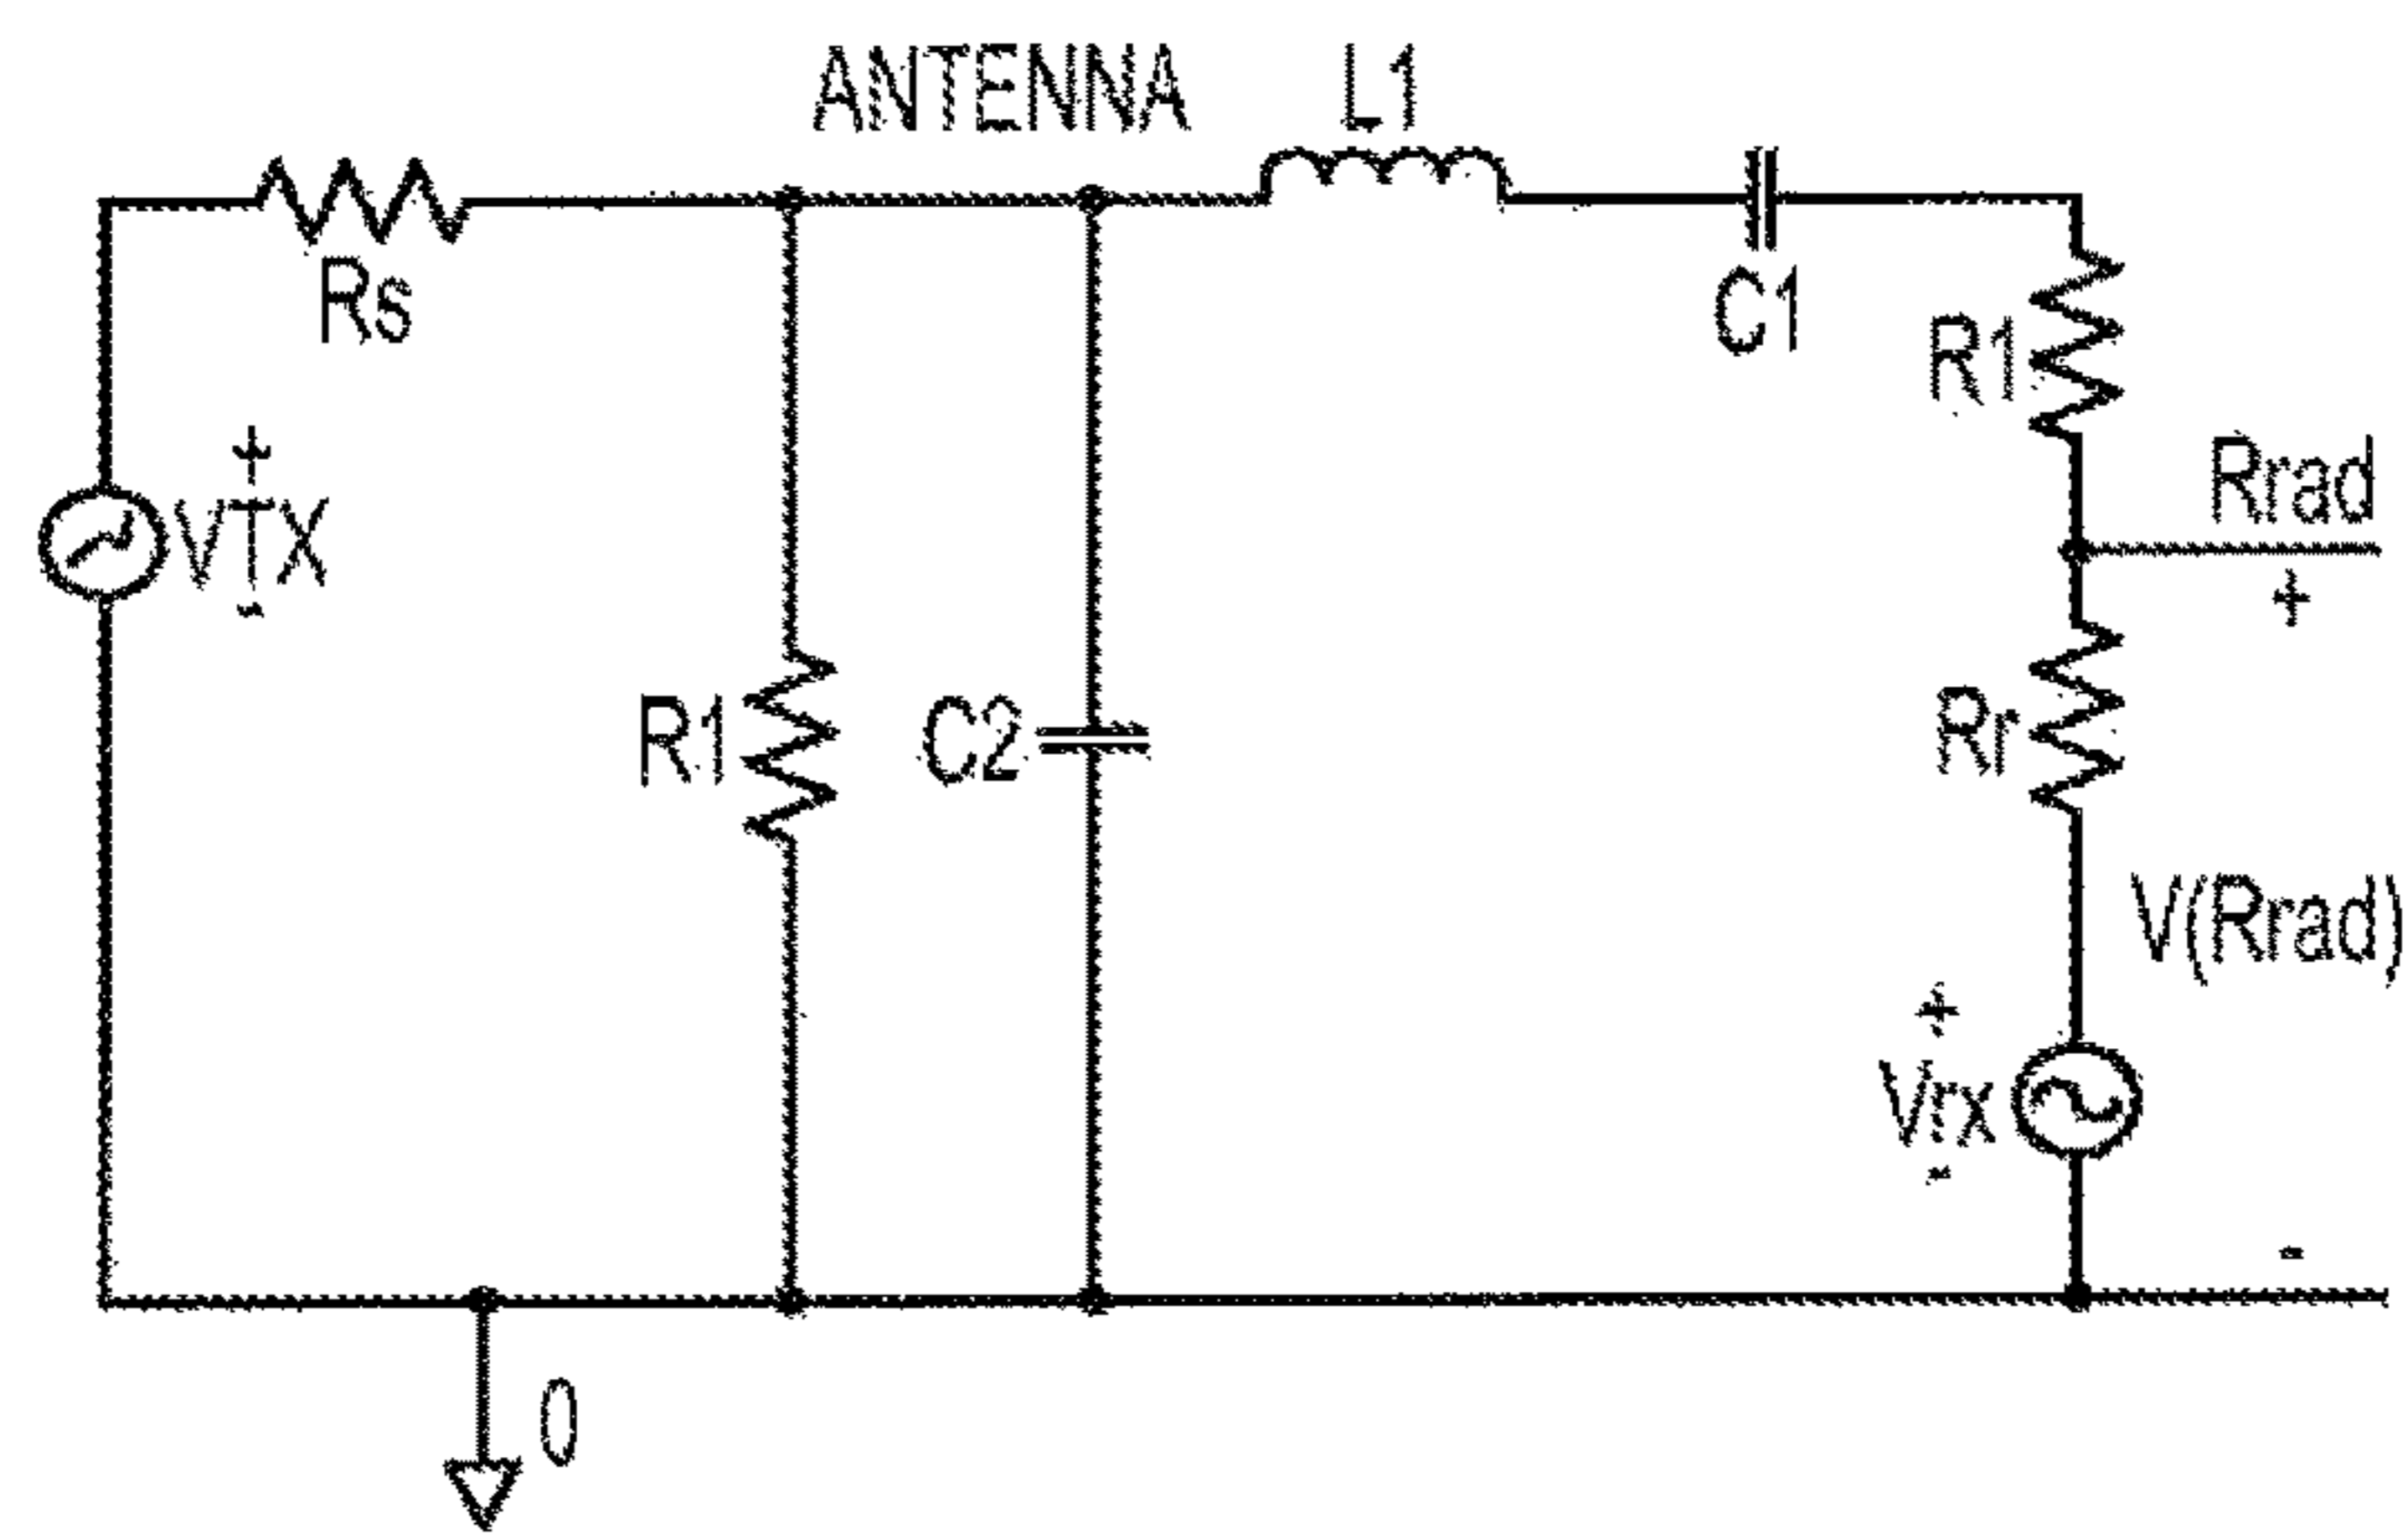 ANTENNA
L1
Rs
C1
R1
Rrad
+
VTX
-
+
R1
C2
Rr
V(Rrad)
+
Vrx
-
-
0